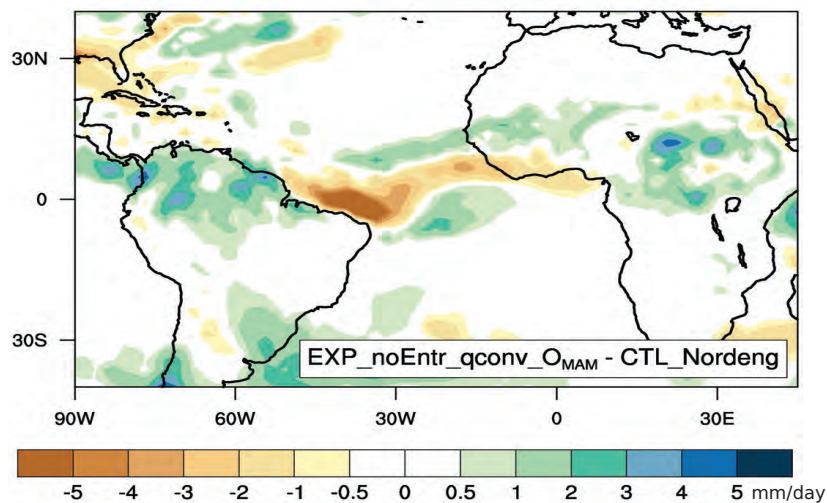 30N
0
30S
EXP_noEntr_qconv_O_MAM - CTL_Nordeng
90W 60W 30W 0 30E
-5 -4 -3 -2 -1 -0.5 0 0.5 1 2 3 4 5 mm/day